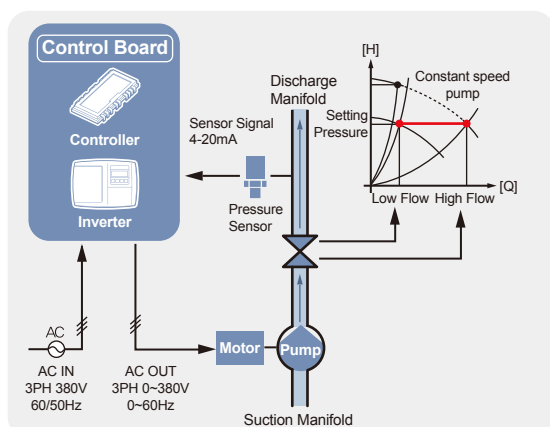 Control Board
Controller
Inverter
Sensor Signal
4-20mA
Pressure
Sensor
Discharge
Manifold
[H]
Constant speed
pump
Setting
Pressure
[Q]
Low Flow High Flow
AC
AC IN
3PH 380V
60/50Hz
AC OUT
3PH 0~380V
0~60Hz
Motor
Pump
Suction Manifold